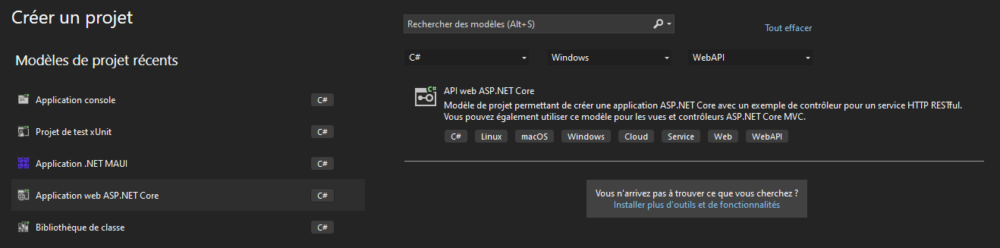 Créer un projet
Rechercher des modèles (Alt+S)
Tout effacer
Modèles de projet récents
C#
Windows
WebAPI
Application console
C#
Projet de test xUnit
C#
Application .NET MAUI
C#
Application web ASP.NET Core
C#
Bibliothèque de classe
C#
API web ASP.NET Core
Modèle de projet permettant de créer une application ASP.NET Core avec un exemple de contrôleur pour un service HTTP RESTful.
Vous pouvez également utiliser ce modèle pour les vues et contrôleurs ASP.NET Core MVC.
C#
Linux
macOS
Windows
Cloud
Service
Web
WebAPI
Vous n'arrivez pas à trouver ce que vous cherchez ?
Installer plus d'outils et de fonctionnalités